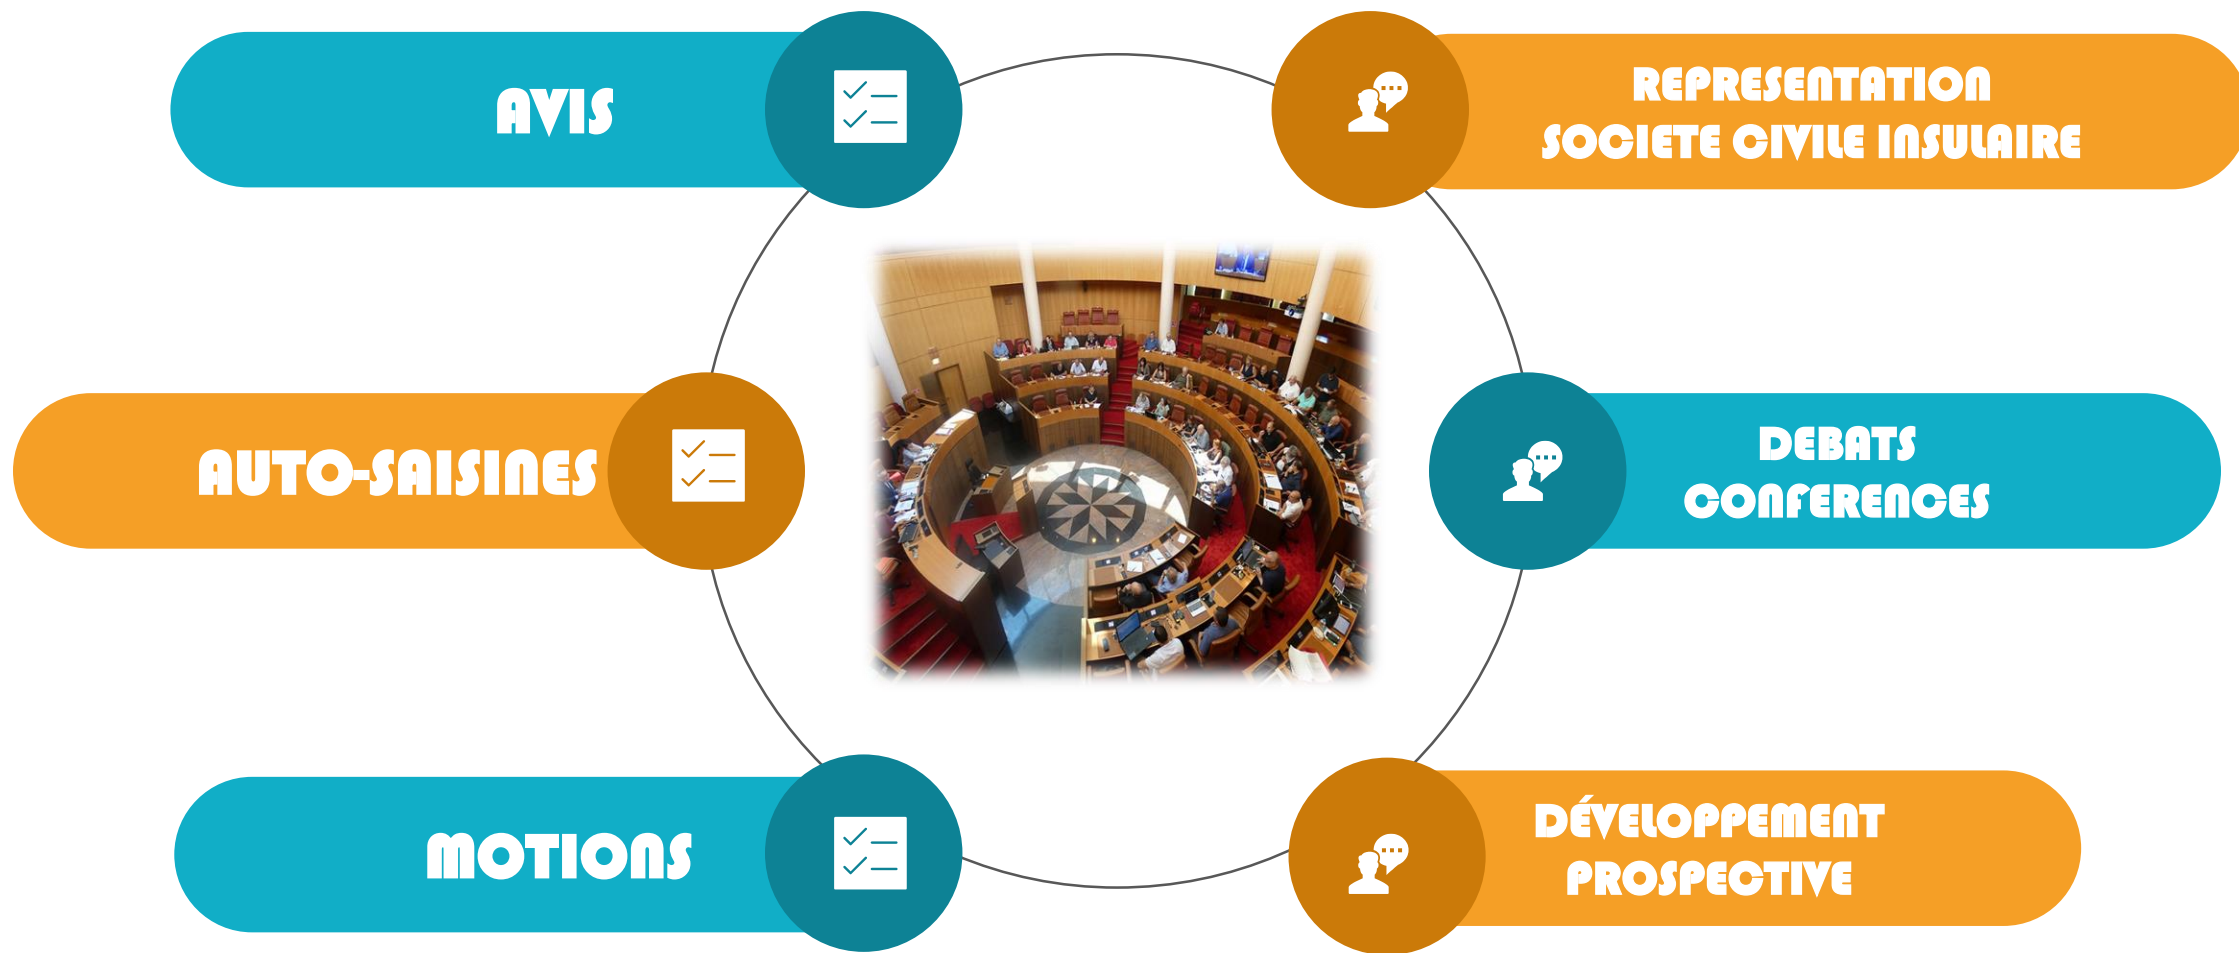 AVIS
REPRESENTATION
SOCIETE CIVILE INSULAIRE
AUTO-SAISINES
DEBATS
CONFERENCES
MOTIONS
DÉVELOPPEMENT
PROSPECTIVE